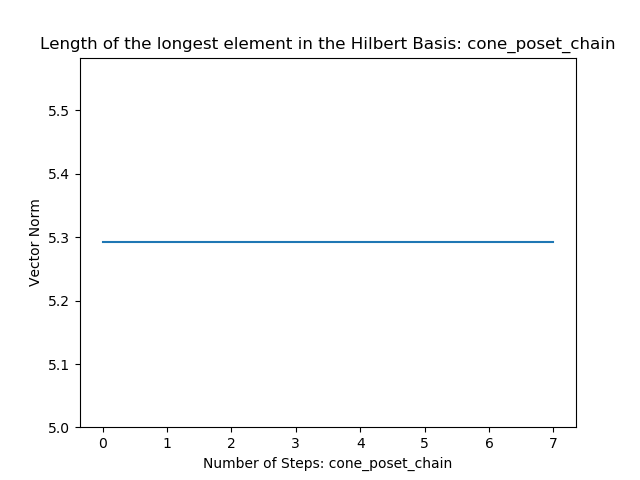 Length of the longest element in the Hilbert Basis: cone_poset_chain
Vector Norm
5.5
5.4
5.3
5.2
5.1
5.0
0 1 2 3 4 5 6 7
Number of Steps: cone_poset_chain